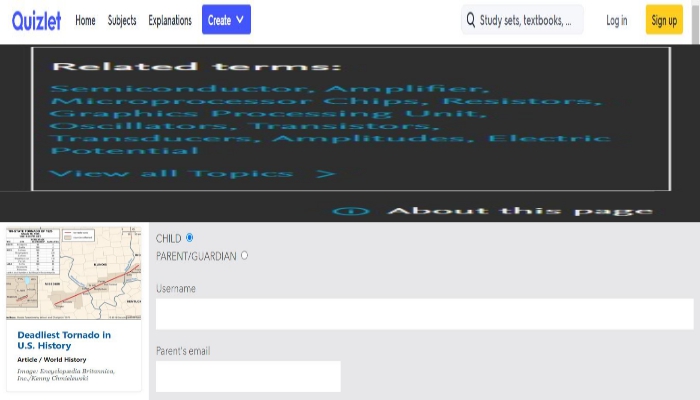 Quizlet Home Subjects Explanations Create Study sets, textbooks, ... Log in Sign up
Related terms:
Semiconductor, Amplifier,
Microprocessor Chips, Resistors,
Graphics Processing Unit,
Oscillators, Transistors,
Transducers, Amplitudes, Electric
Potential
View all Topics >
About this page
Deadliest Tornado in
U.S. History
Article / World History
Image: Encyclopædia Britannica,
Inc./Kenny Chmielewski
CHILD
PARENT/GUARDIAN
Username
Parent's email